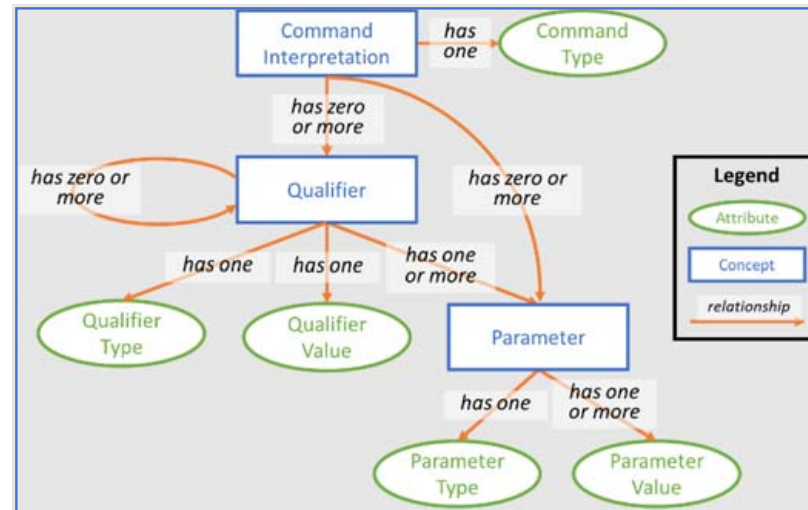 Command
Interpretation
has
one
Command
Type
has zero
or more
has zero or
more
Qualifier
has zero or
more
Legend
Attribute
Concept
relationship
has one
has one
has one
or more
Qualifier
Type
Qualifier
Value
Parameter
has one
has one
or more
Parameter
Type
Parameter
Value